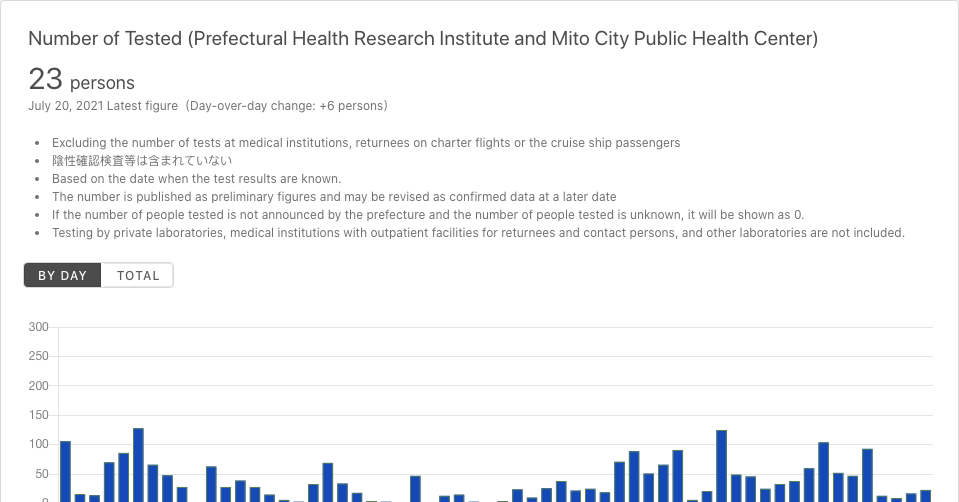 Number of Tested (Prefectural Health Research Institute and Mito City Public Health Center)
23 persons
July 20, 2021 Latest figure（Day-over-day change: +6 persons）
Excluding the number of tests at medical institutions, returnees on charter flights or the cruise ship passengers
陰性確認検査等は含まれていない
Based on the date when the test results are known.
The number is published as preliminary figures and may be revised as confirmed data at a later date
If the number of people tested is not announced by the prefecture and the number of people tested is unknown, it will be shown as 0.
Testing by private laboratories, medical institutions with outpatient facilities for returnees and contact persons, and other laboratories are not included.
BY DAY TOTAL
300
250
200
150
100
50
0